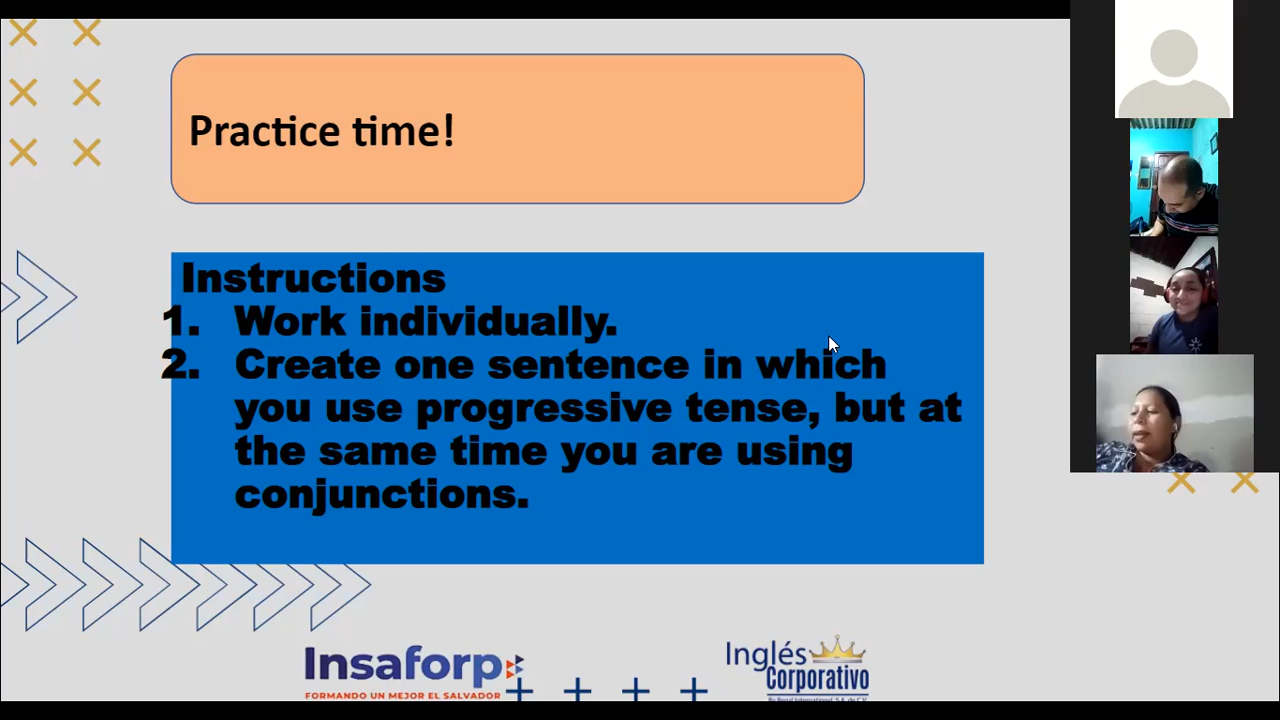 Practice time!
Instructions
1. Work individually.
2. Create one sentence in which
you use progressive tense, but at
the same time you are using
conjunctions.
Insaforp
FORMANDO UN MEJOR EL SALVADOR
Inglés
Corporativo